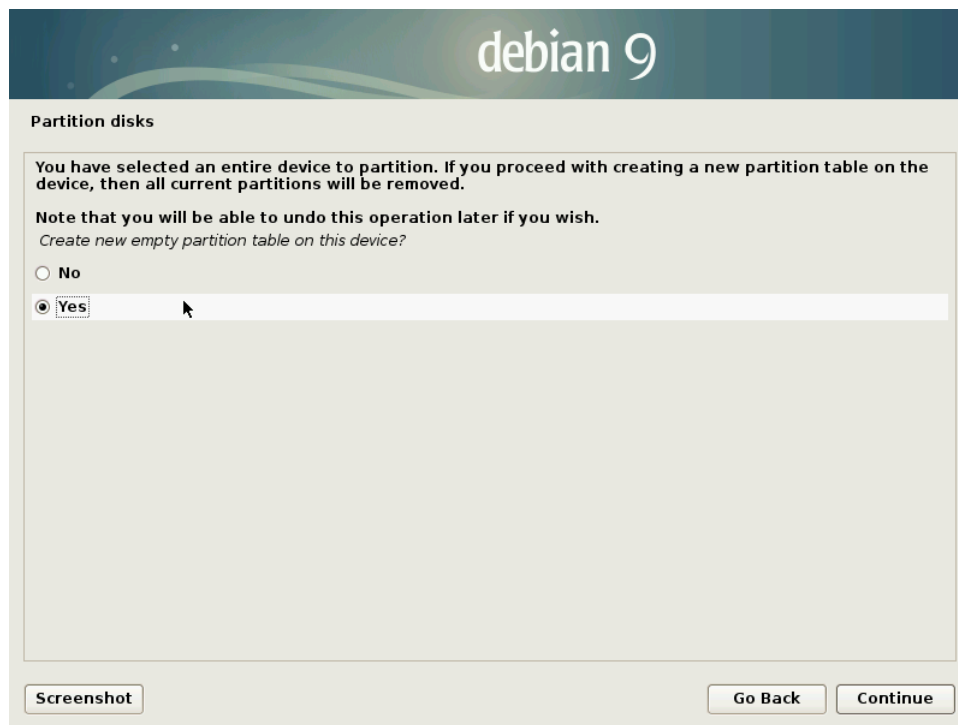 debian 9
Partition disks
You have selected an entire device to partition. If you proceed with creating a new partition table on the
device, then all current partitions will be removed.
Note that you will be able to undo this operation later if you wish.
Create new empty partition table on this device?
No
Yes
Screenshot
Go Back
Continue